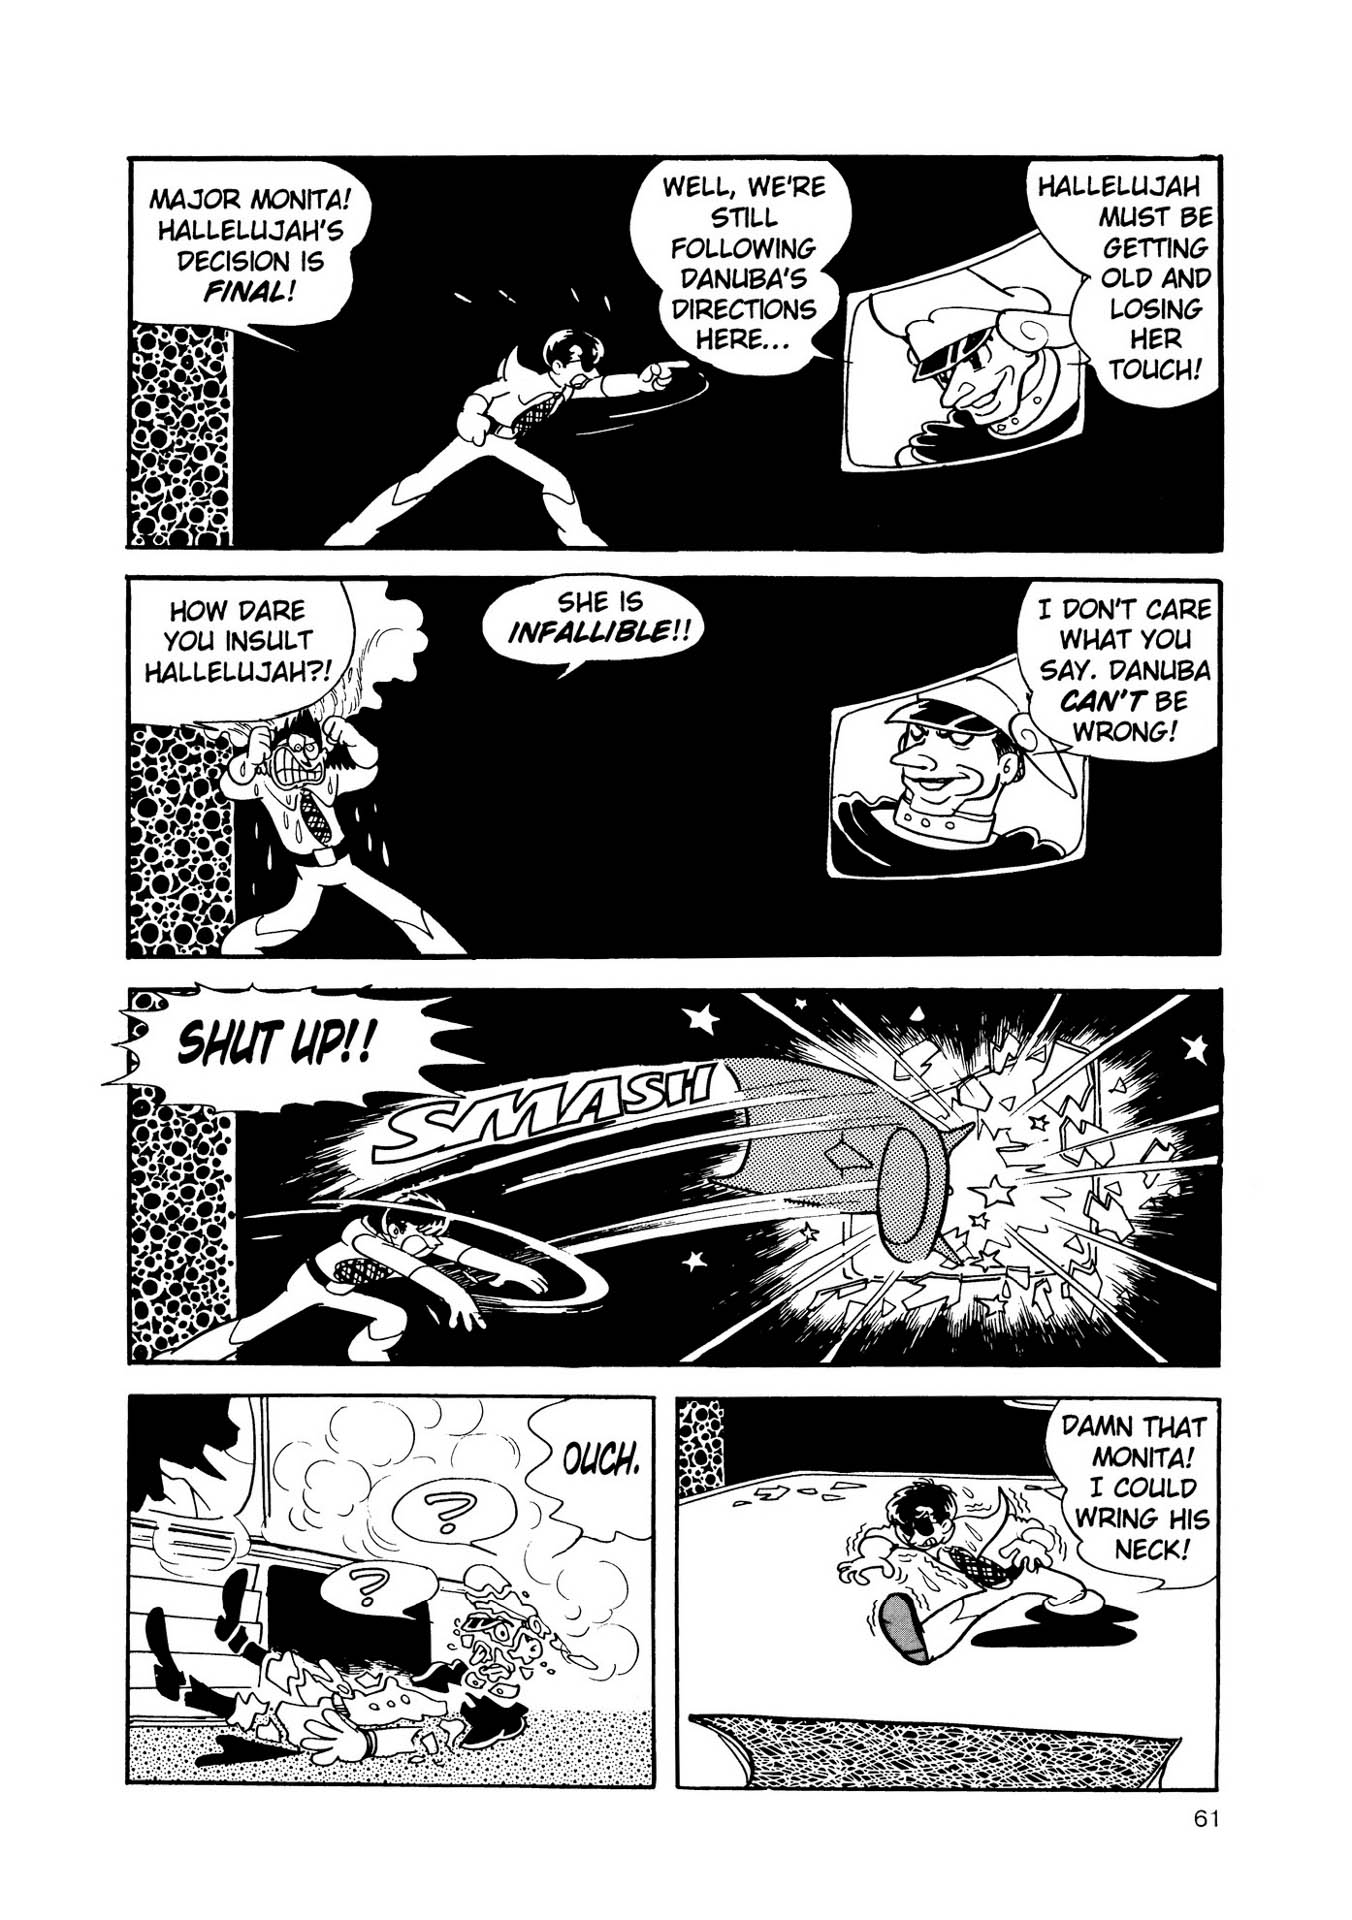 MAJOR MONITA!
HALLELUJAH'S
DECISION IS
FINAL!
WELL, WE'RE
STILL
FOLLOWING
DANUBA'S
DIRECTIONS
HERE...
HALLELUJAH
MUST BE
GETTING
OLD AND
LOSING
HER
TOUCH!
HOW DARE
YOU INSULT
HALLELUJAH?!
SHE IS
INFALLIBLE!!
I DON'T CARE
WHAT YOU
SAY. DANUBA
CAN'T BE
WRONG!
SHUT UP!!
SMASH
?
?
OUCH.
DAMN THAT
MONITA!
I COULD
WRING HIS
NECK!
61